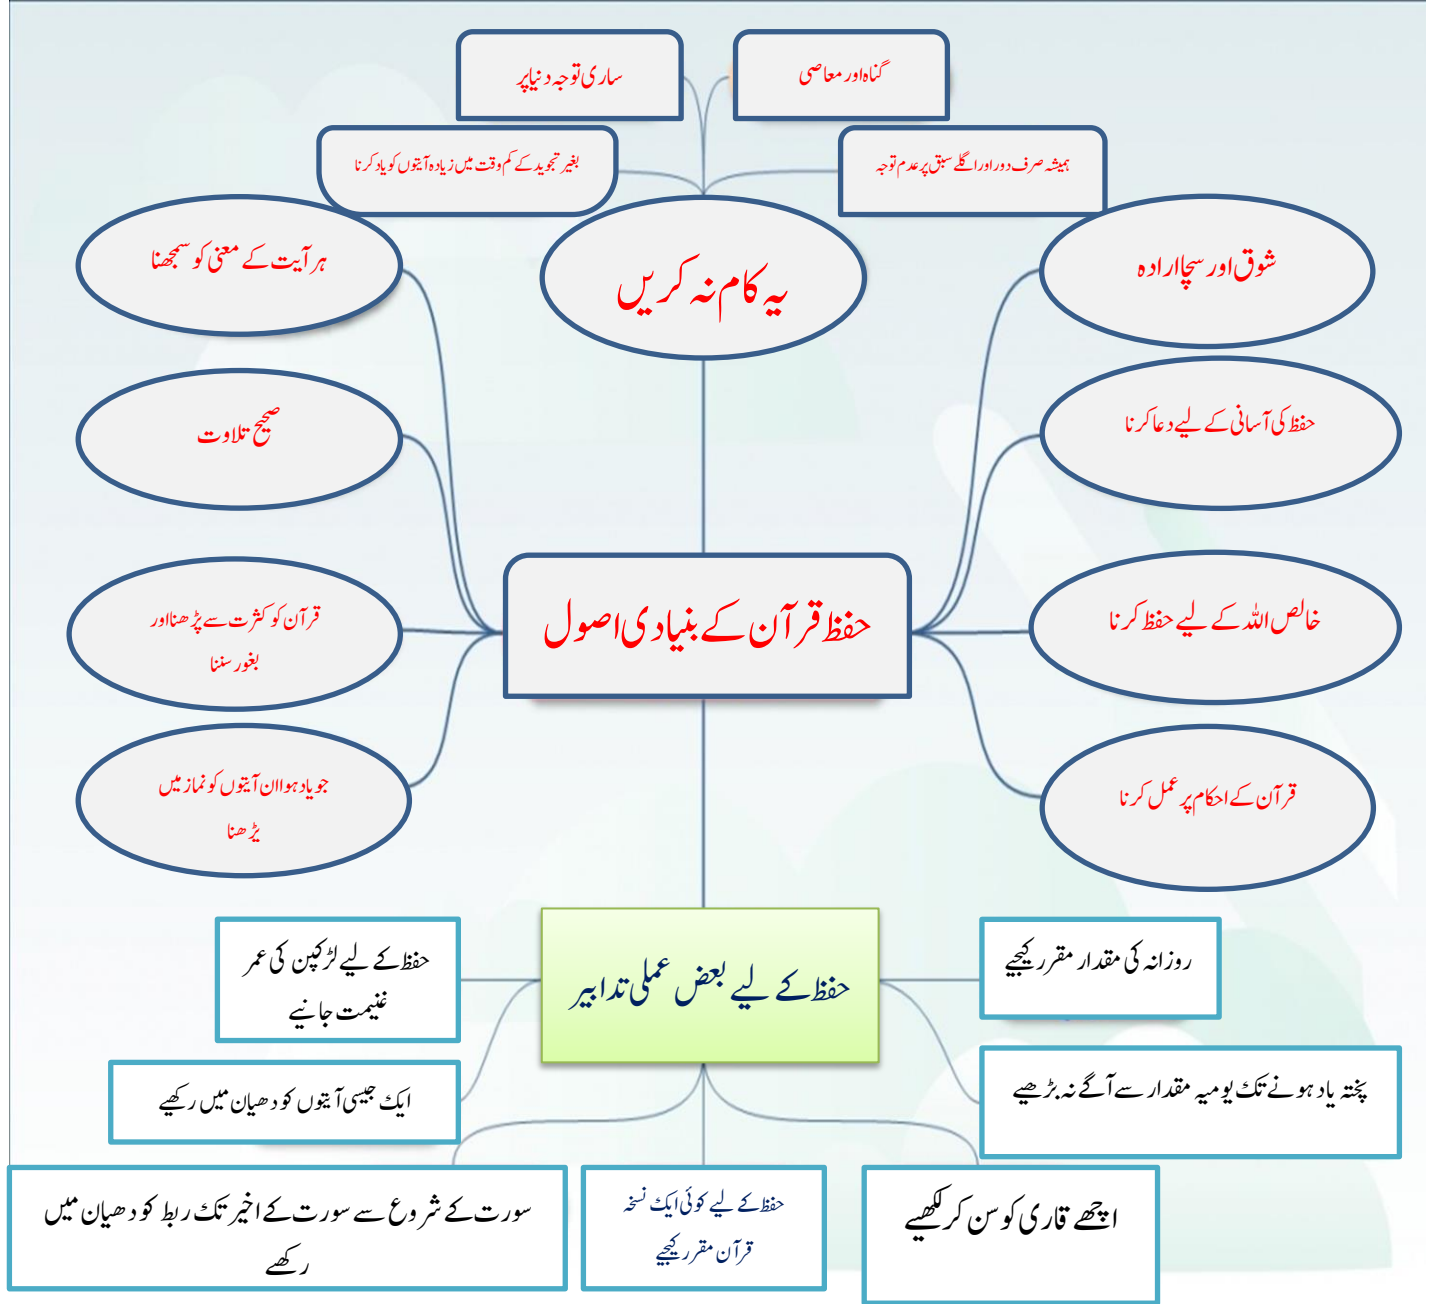 گناہ اور معاصی
ساری توجہ دنیا پر
ہمیشہ صرف دور اور اگلے سبق پر عدم توجہ
بغیر تجوید کے کم وقت میں زیادہ آیتوں کو یاد کرنا
یہ کام نہ کریں
شوق اور سچا ارادہ
ہر آیت کے معنی کو سمجھنا
حفظ کی آسانی کے لیے دعا کرنا
صحیح تلاوت
حفظ قرآن کے بنیادی اصول
خالص اللہ کے لیے حفظ کرنا
قرآن کو کثرت سے پڑھنا اور
بغور سننا
قرآن کے احکام پر عمل کرنا
جو یاد ہوا ان آیتوں کو نماز میں
پڑھنا
حفظ کے لیے بعض عملی تدابیر
روزانہ کی مقدار مقرر کیجیے
حفظ کے لیے لڑکپن کی عمر
غنیمت جانیے
پختہ یاد ہونے تک یومیہ مقدار سے آگے نہ بڑھیے
ایک جیسی آیتوں کو دھیان میں رکھیے
اچھے قاری کو سن کر لکھیے
حفظ کے لیے کوئی ایک نسخہ
قرآن مقرر کیجیے
سورت کے شروع سے سورت کے اخیر تک ربط کو دھیان میں
رکھے